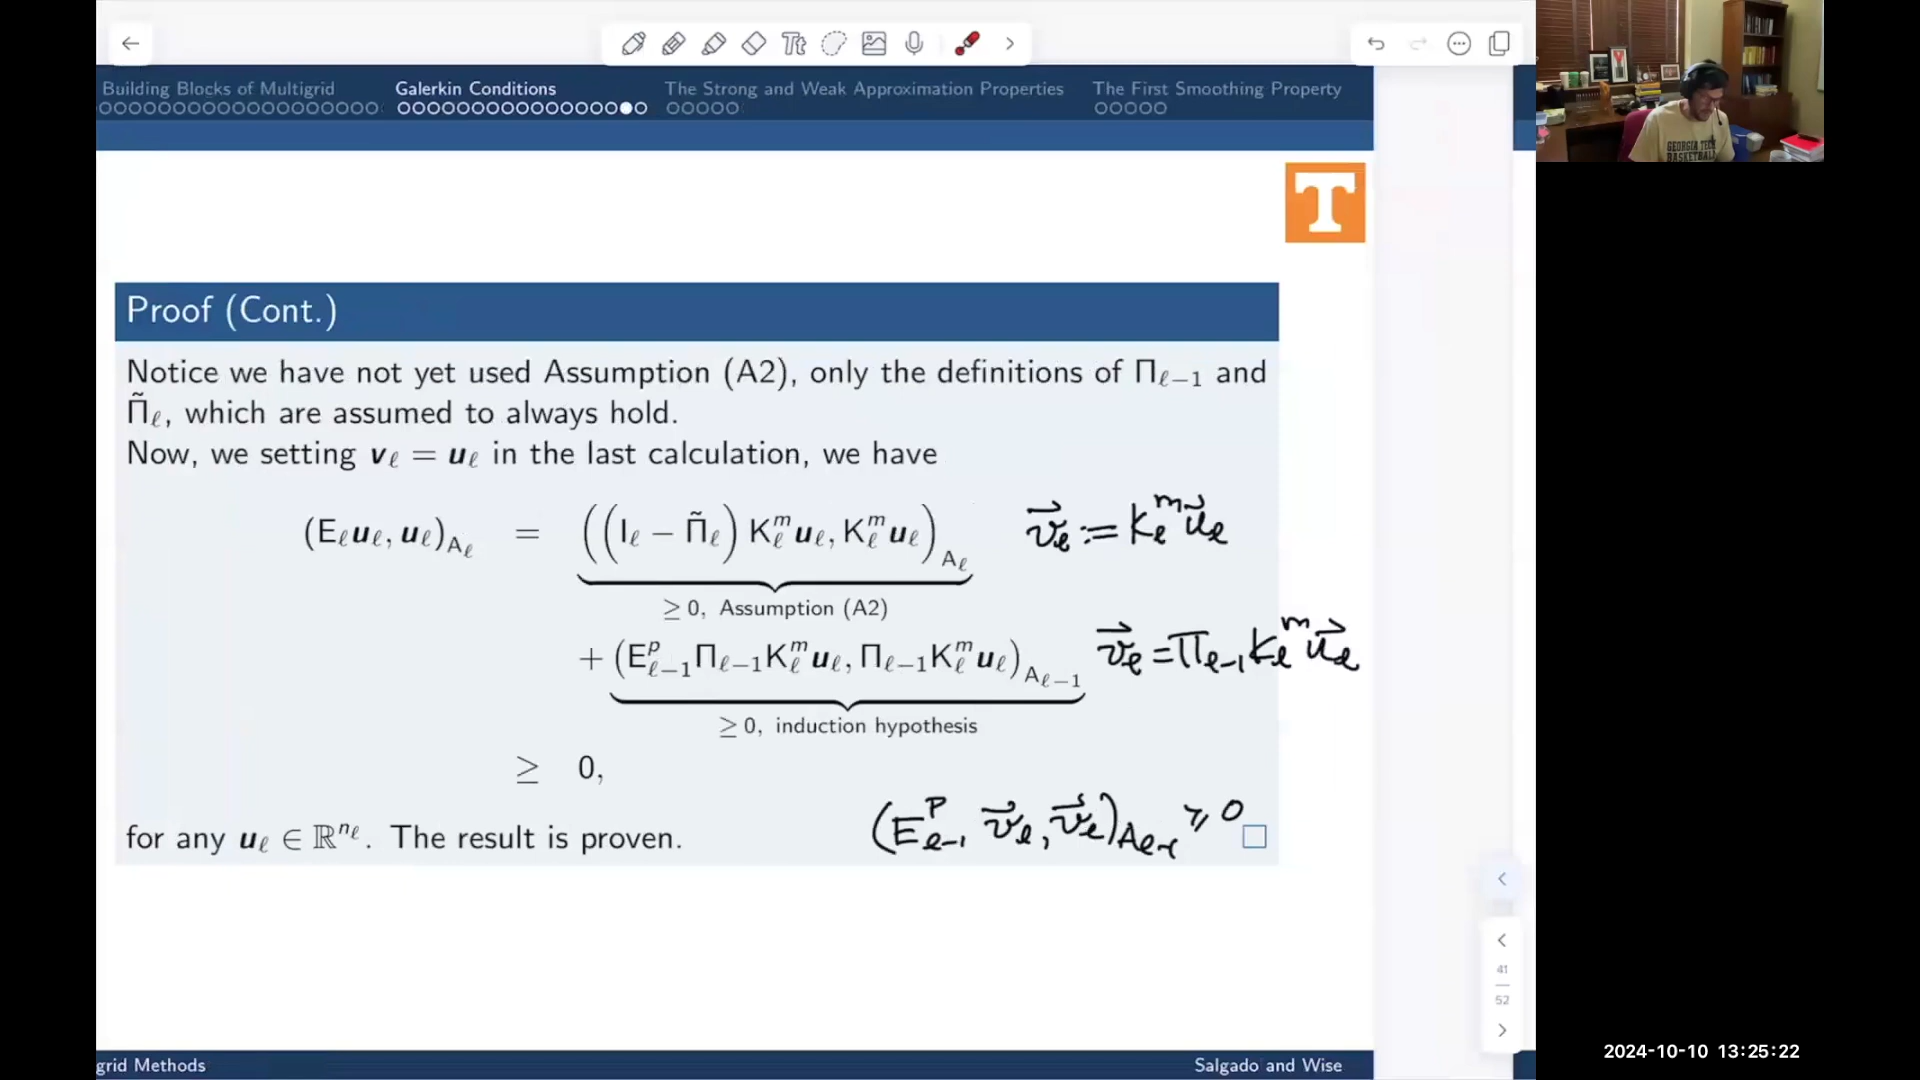 Building Blocks of Multigrid
Galerkin Conditions
The Strong and Weak Approximation Properties
The First Smoothing Property
T
GEORGIA TECH
BASKETBALL
Proof (Cont.)
Notice we have not yet used Assumption (A2), only the definitions of Π_{ℓ−1} and
Π̃_ℓ, which are assumed to always hold.
Now, we setting v_ℓ = u_ℓ in the last calculation, we have
(E_ℓ u_ℓ, u_ℓ)_{A_ℓ} = ((I_ℓ − Π̃_ℓ) K_ℓ^m u_ℓ, K_ℓ^m u_ℓ)_{A_ℓ}
v⃗_ℓ := K_ℓ^m u⃗_ℓ
≥ 0, Assumption (A2)
+ (E_{ℓ−1}^p Π_{ℓ−1} K_ℓ^m u_ℓ, Π_{ℓ−1} K_ℓ^m u_ℓ)_{A_{ℓ−1}}
v⃗_ℓ = Π_{ℓ−1} K_ℓ^m u⃗_ℓ
≥ 0, induction hypothesis
≥ 0,
(E_{ℓ−1}^p v⃗_ℓ, v⃗_ℓ)_{A_{ℓ−1}} ≥ 0
for any u_ℓ ∈ ℝ^{n_ℓ}. The result is proven. □
41
52
grid Methods
Salgado and Wise
2024-10-10 13:25:22